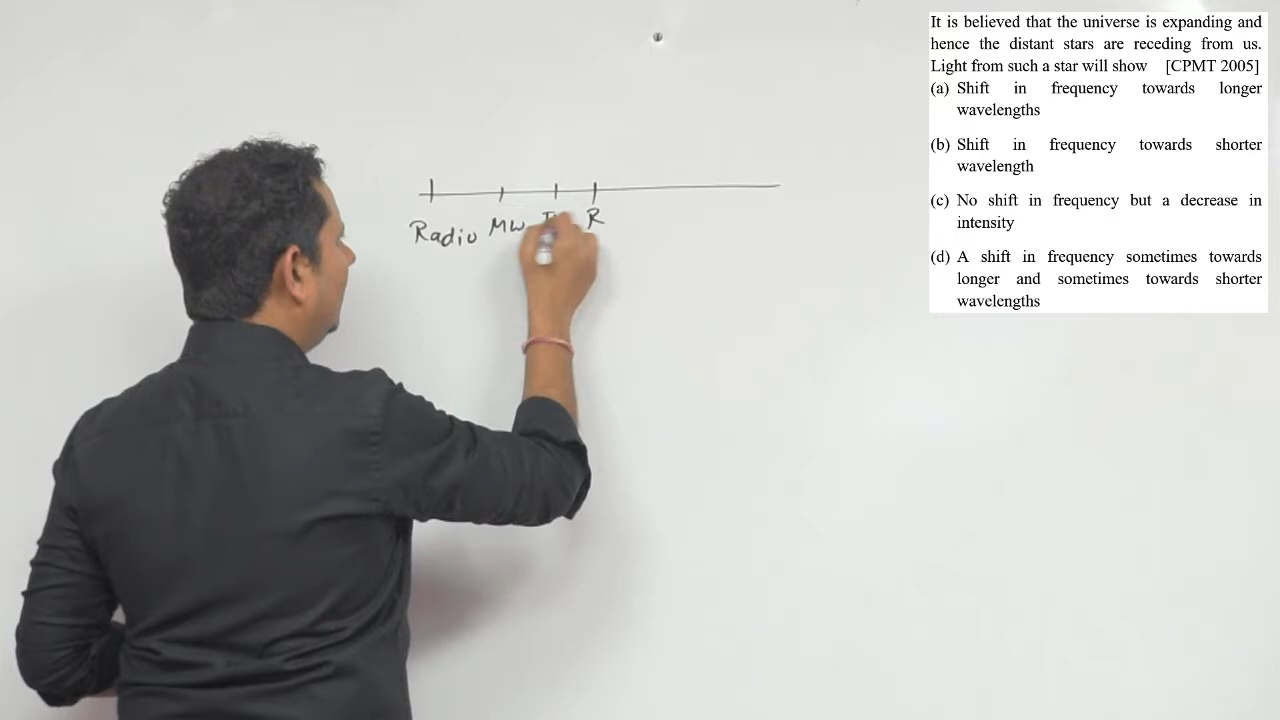 It is believed that the universe is expanding and
hence the distant stars are receding from us.
Light from such a star will show [CPMT 2005]
(a) Shift in frequency towards longer
wavelengths
(b) Shift in frequency towards shorter
wavelength
(c) No shift in frequency but a decrease in
intensity
(d) A shift in frequency sometimes towards
longer and sometimes towards shorter
wavelengths
Radio MW R